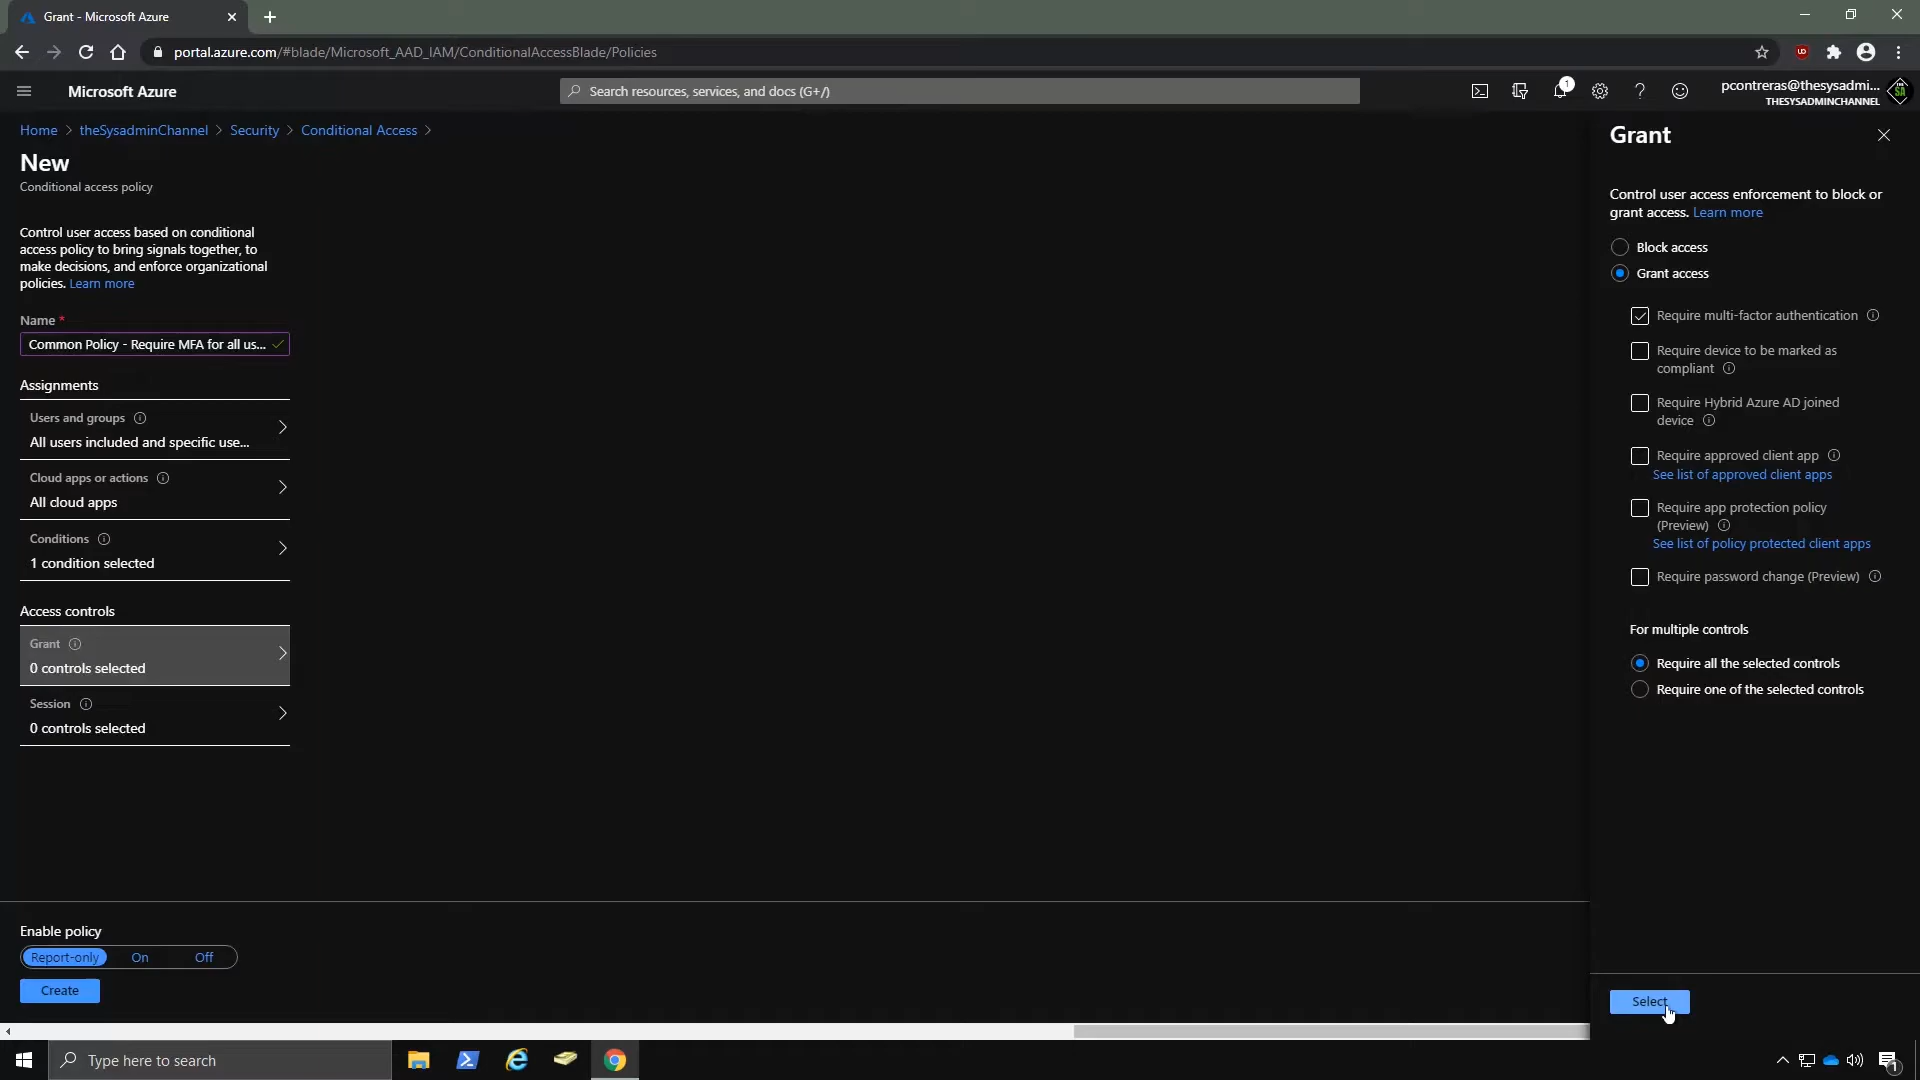 Grant - Microsoft Azure
portal.azure.com/#blade/Microsoft_AAD_IAM/ConditionalAccessBlade/Policies
Microsoft Azure
Search resources, services, and docs (G+/)
1
pcontreras@thesysadmi...
THESYSADMINCHANNEL
SA
Home > theSysadminChannel > Security > Conditional Access >
New
Conditional access policy
Control user access based on conditional
access policy to bring signals together, to
make decisions, and enforce organizational
policies. Learn more
Name *
Common Policy - Require MFA for all us...
Assignments
Users and groups
All users included and specific use...
Cloud apps or actions
All cloud apps
Conditions
1 condition selected
Access controls
Grant
0 controls selected
Session
0 controls selected
Enable policy
Report-only On Off
Create
Grant
Control user access enforcement to block or
grant access. Learn more
Block access
Grant access
Require multi-factor authentication
Require device to be marked as
compliant
Require Hybrid Azure AD joined
device
Require approved client app
See list of approved client apps
Require app protection policy
(Preview)
See list of policy protected client apps
Require password change (Preview)
For multiple controls
Require all the selected controls
Require one of the selected controls
Select
Type here to search
1